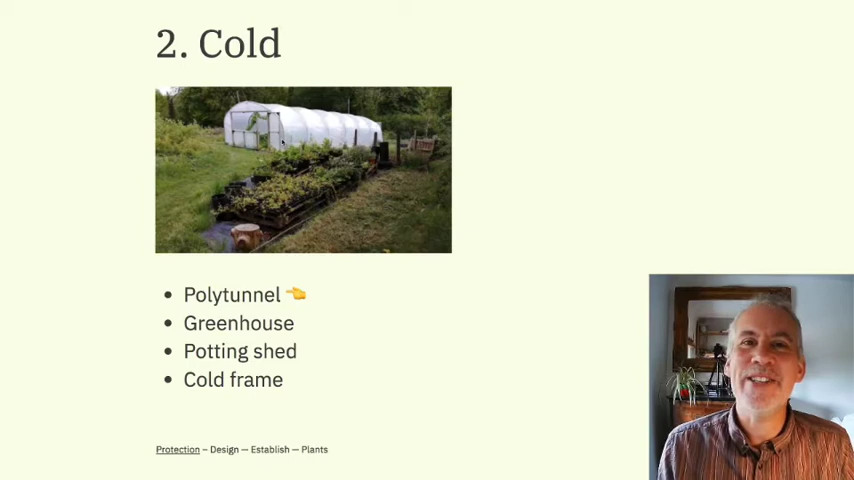 2. Cold
• Polytunnel 👈
• Greenhouse
• Potting shed
• Cold frame
Protection – Design — Establish — Plants